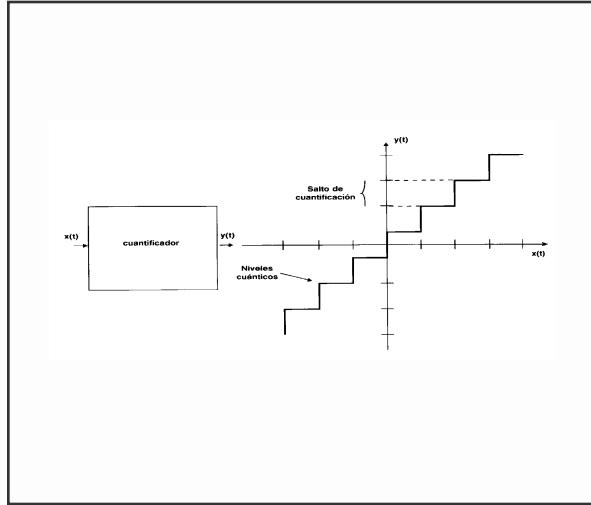 x(t)
cuantificador
y(t)
y(t)
Salto de
cuantificación
x(t)
Niveles
cuánticos